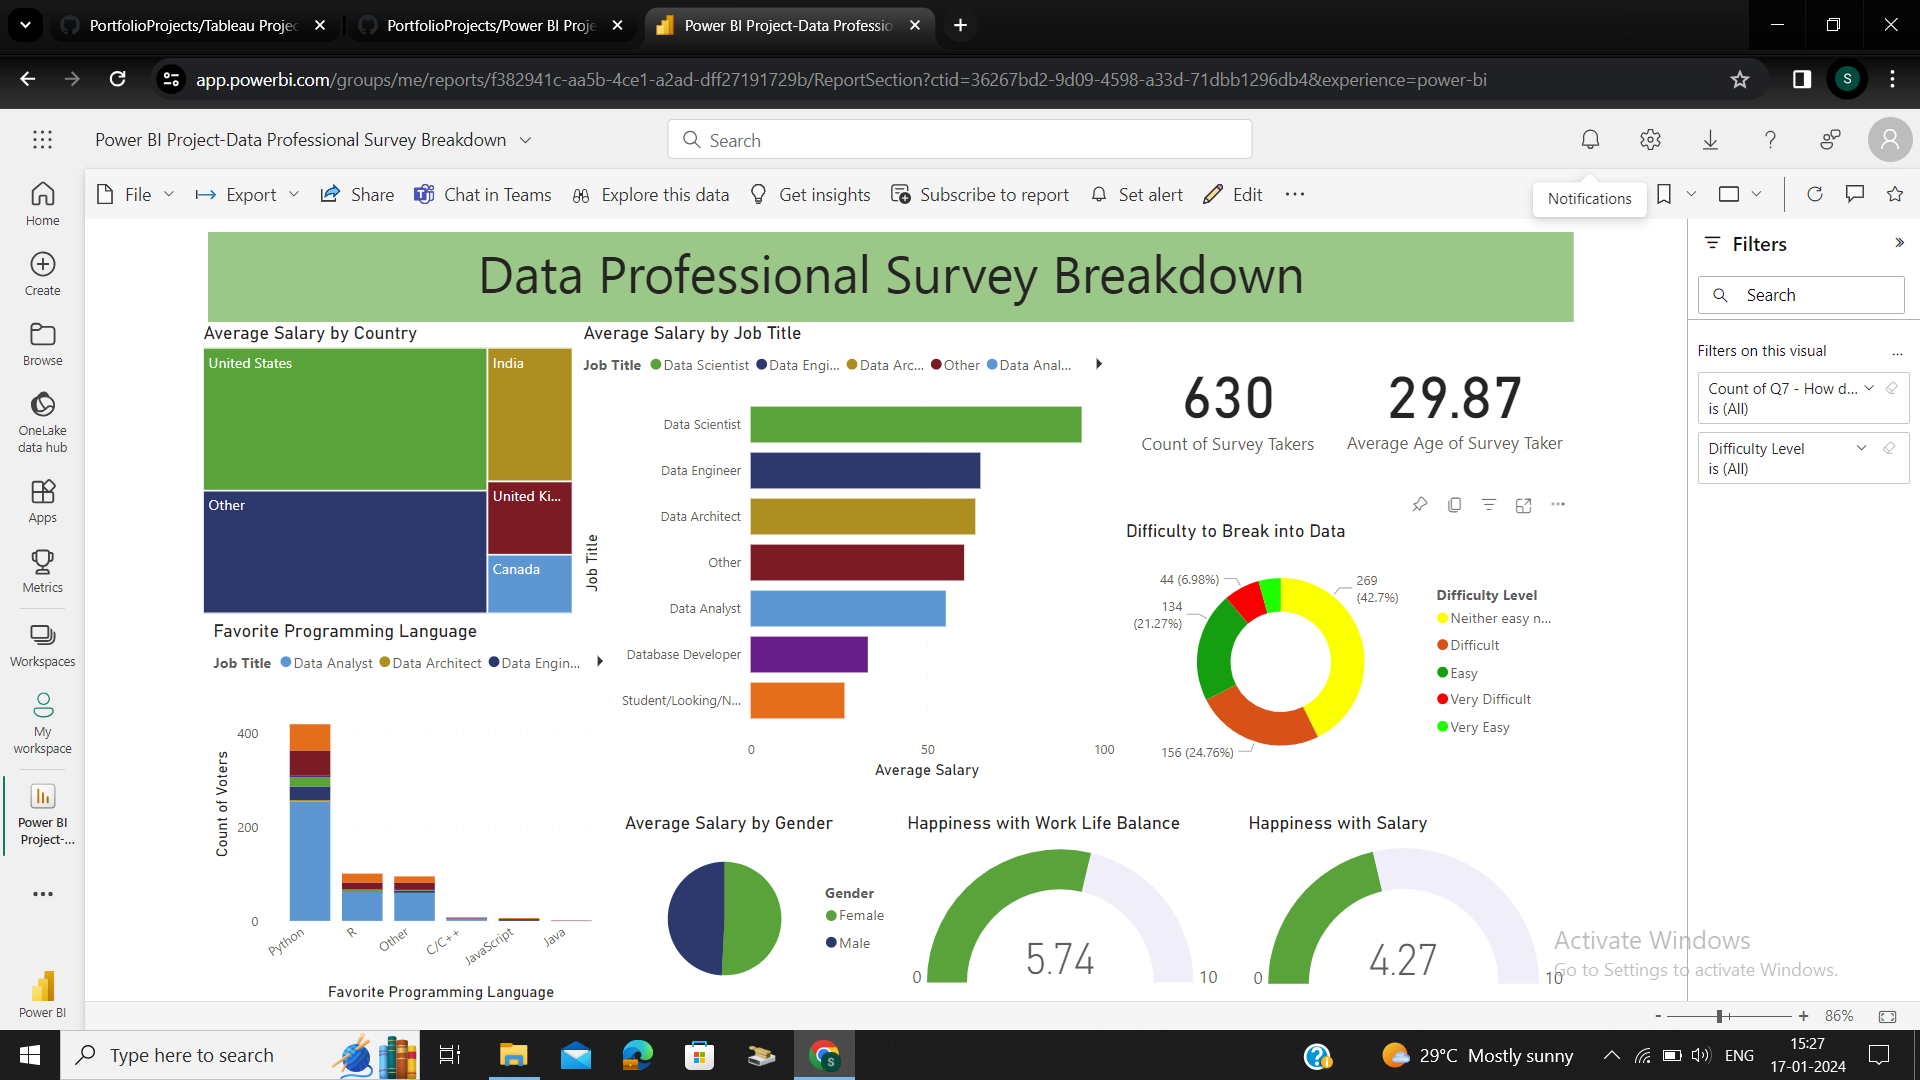 PortfolioProjects/Tableau Projec
PortfolioProjects/Power BI Proje
Power BI Project-Data Professio
app.powerbi.com/groups/me/reports/f382941c-aa5b-4ce1-a2ad-dff27191729b/ReportSection?ctid=36267bd2-9d09-4598-a33d-71dbb1296db4&experience=power-bi
S
Power BI Project-Data Professional Survey Breakdown
Search
File
Export
Share
Chat in Teams
Explore this data
Get insights
Subscribe to report
Set alert
Edit
Notifications
Home
Create
Browse
OneLake
data hub
Apps
Metrics
Workspaces
My
workspace
Power BI
Project-...
Power BI
Data Professional Survey Breakdown
Average Salary by Country
United States
India
Other
United Ki...
Canada
Average Salary by Job Title
Job Title
Data Scientist
Data Engi...
Data Arc...
Other
Data Anal...
Job Title
Data Scientist
Data Engineer
Data Architect
Other
Data Analyst
Database Developer
Student/Looking/N...
0
50
100
Average Salary
630
Count of Survey Takers
29.87
Average Age of Survey Taker
Difficulty to Break into Data
44 (6.98%)
134
(21.27%)
269
(42.7%)
156 (24.76%)
Difficulty Level
Neither easy n...
Difficult
Easy
Very Difficult
Very Easy
Favorite Programming Language
Job Title
Data Analyst
Data Architect
Data Engin...
Count of Voters
400
200
0
Python
R
Other
C/C++
JavaScript
Java
Favorite Programming Language
Average Salary by Gender
Gender
Female
Male
Happiness with Work Life Balance
0
5.74
10
Happiness with Salary
0
4.27
10
Filters
Search
Filters on this visual
...
Count of Q7 - How d...
is (All)
Difficulty Level
is (All)
Activate Windows
Go to Settings to activate Windows.
-
+
86%
Type here to search
S
29°C Mostly sunny
ENG
15:27
17-01-2024